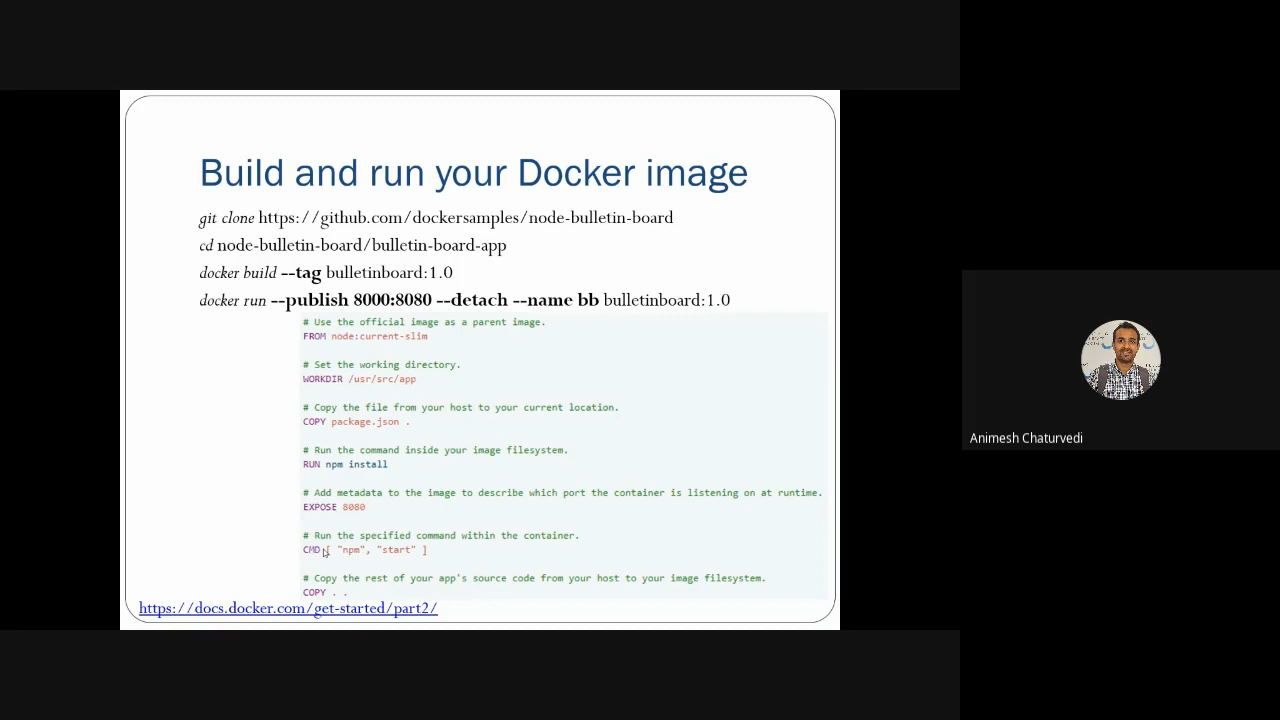 Build and run your Docker image
git clone https://github.com/dockersamples/node-bulletin-board
cd node-bulletin-board/bulletin-board-app
docker build --tag bulletinboard:1.0
docker run --publish 8000:8080 --detach --name bb bulletinboard:1.0
# Use the official image as a parent image.
FROM node:current-slim
# Set the working directory.
WORKDIR /usr/src/app
# Copy the file from your host to your current location.
COPY package.json .
# Run the command inside your image filesystem.
RUN npm install
# Add metadata to the image to describe which port the container is listening on at runtime.
EXPOSE 8080
# Run the specified command within the container.
CMD [ "npm", "start" ]
# Copy the rest of your app's source code from your host to your image filesystem.
COPY . .
https://docs.docker.com/get-started/part2/
Animesh Chaturvedi